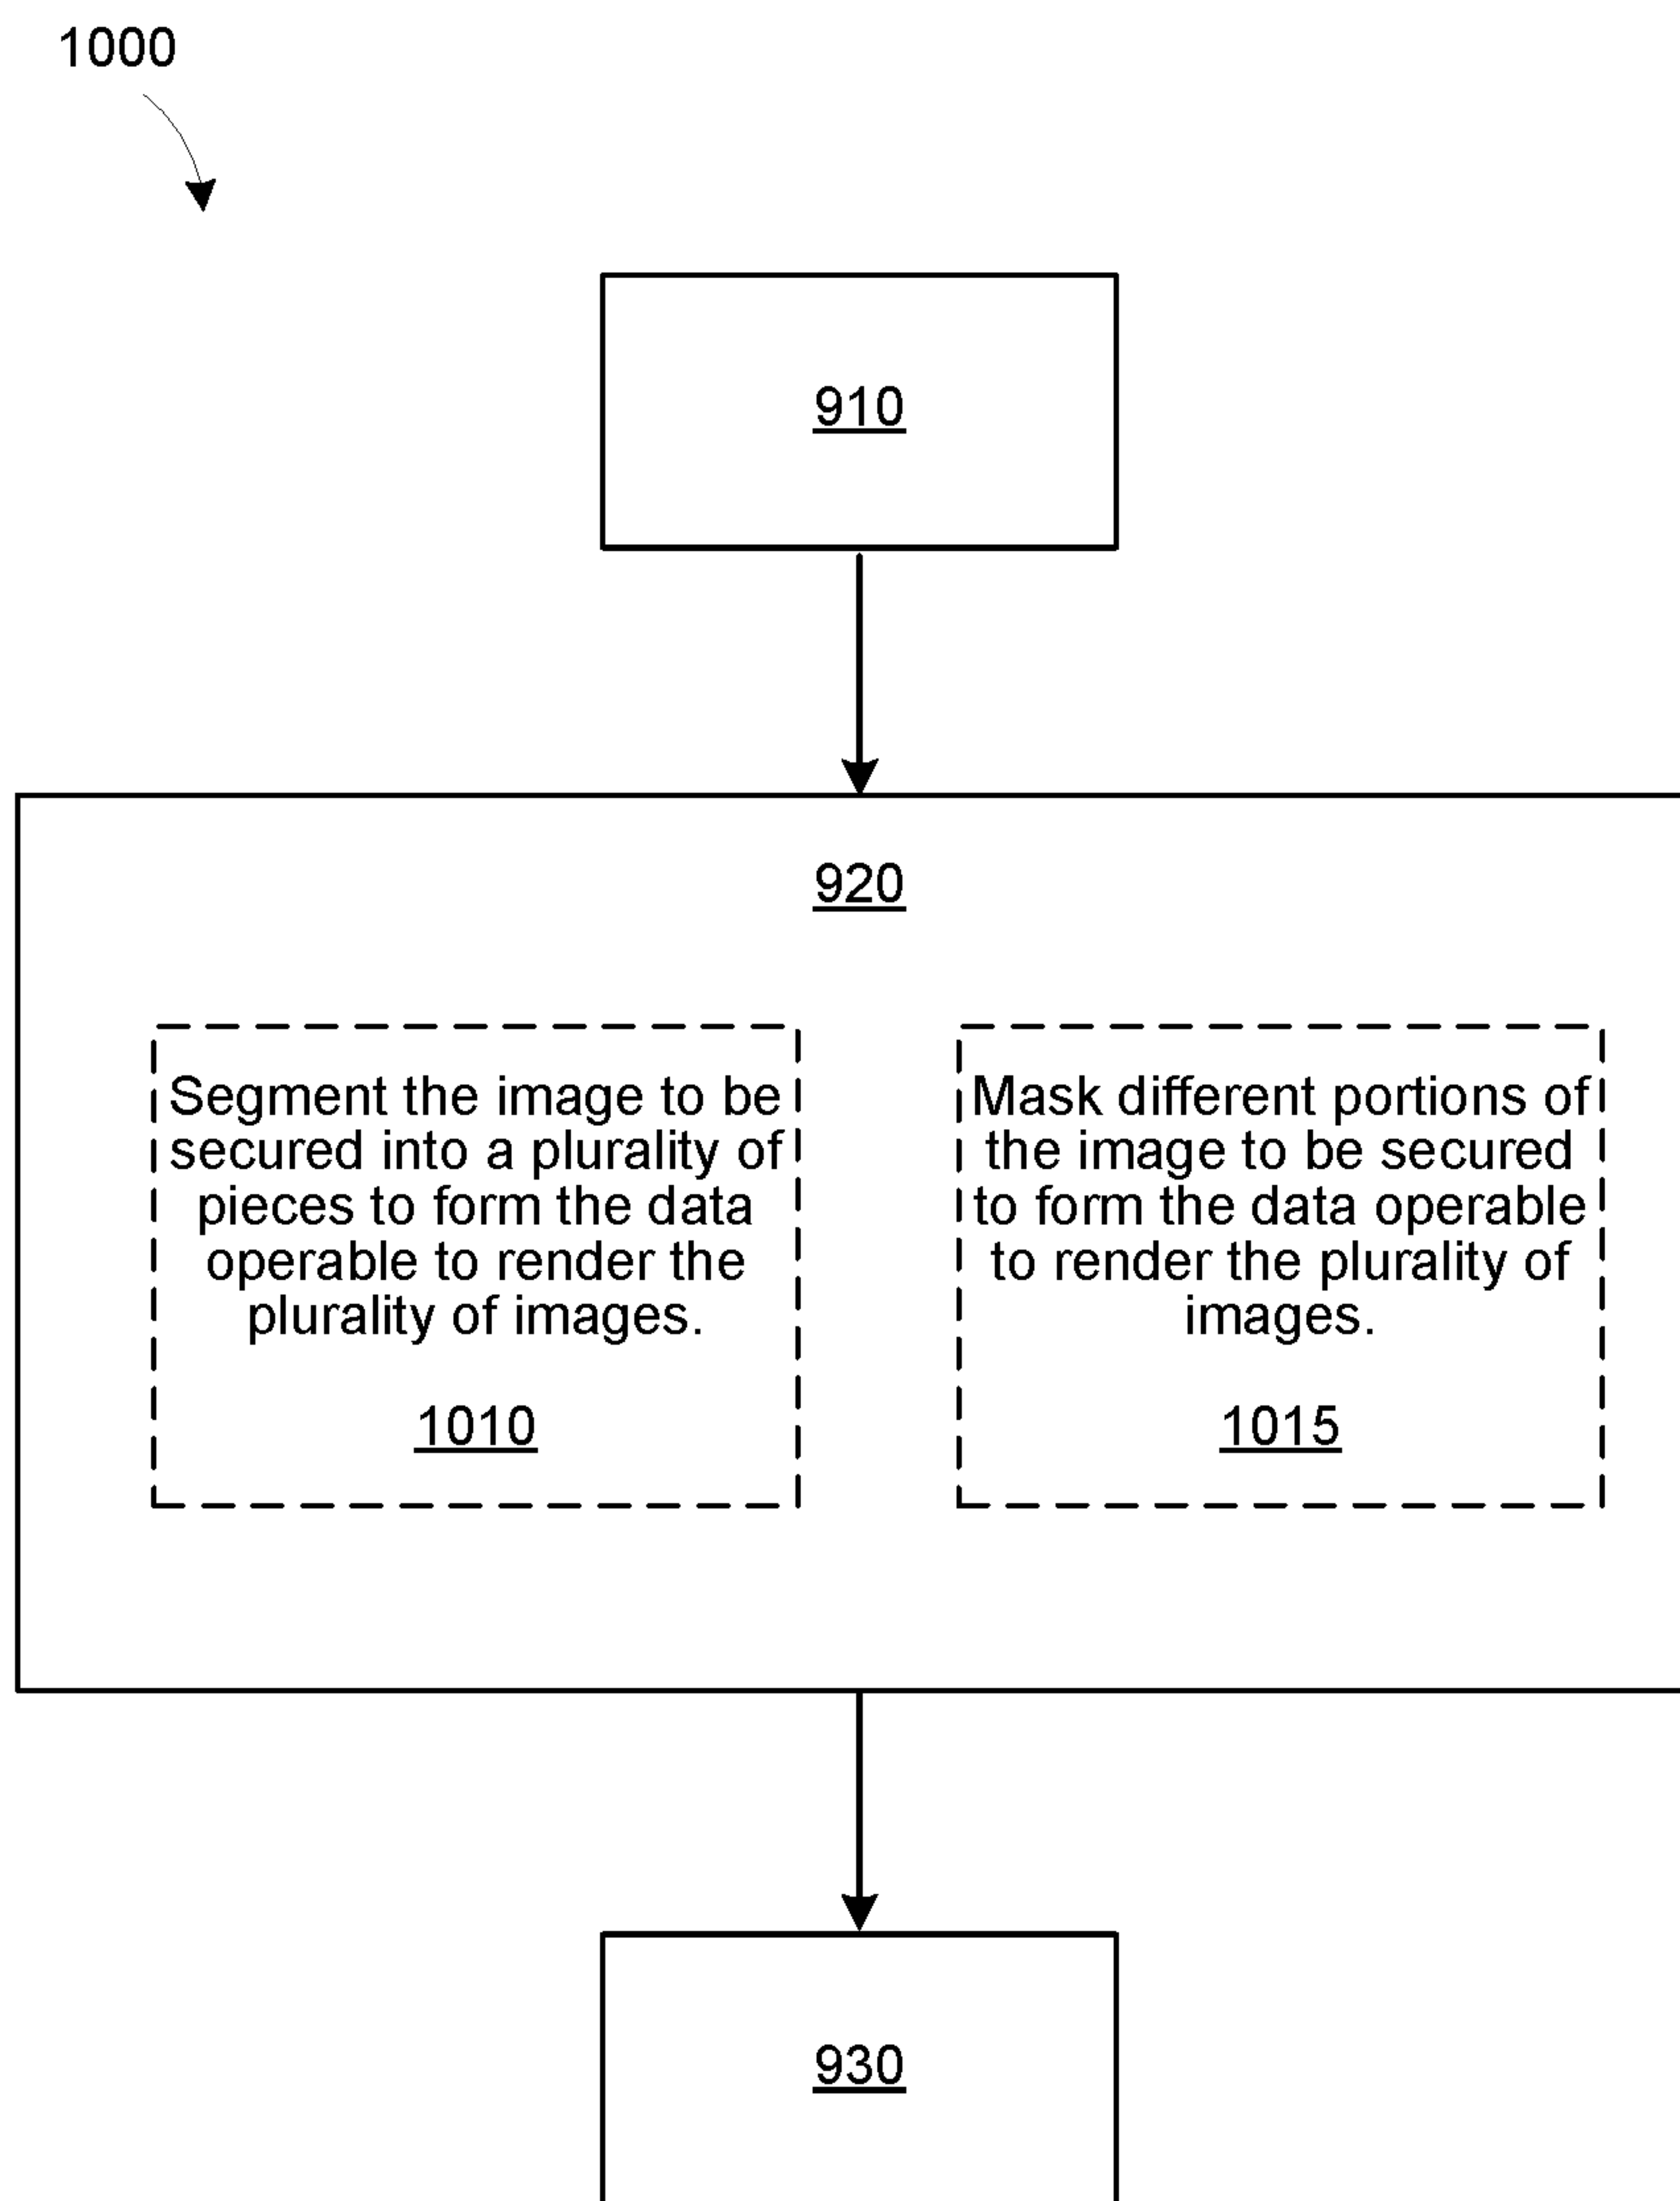 1000
910
920
Segment the image to be
secured into a plurality of
pieces to form the data
operable to render the
plurality of images.
1010
Mask different portions of
the image to be secured
to form the data operable
to render the plurality of
images.
1015
930